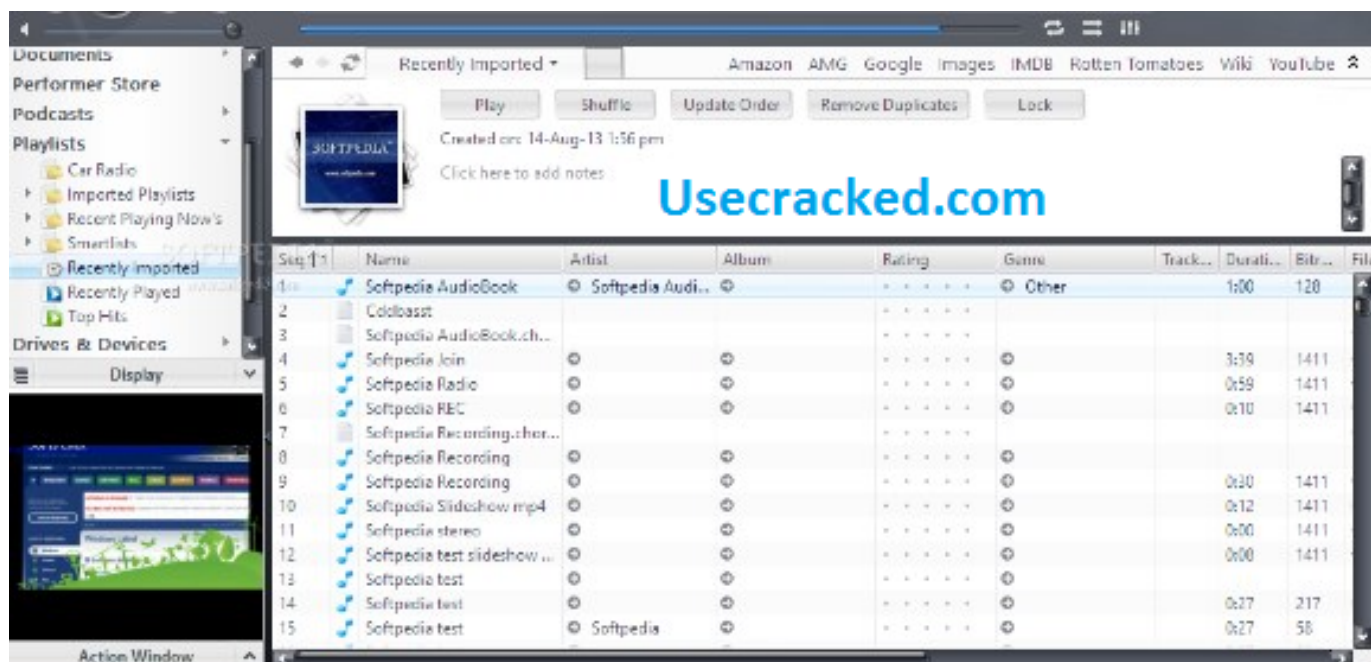 Documents
Performer Store
Podcasts
Playlists
Car Radio
Imported Playlists
Recent Playing Now's
Smartlists
Recently Imported
Recently Played
Top Hits
Drives & Devices
Display
Action Window
Recently Imported
Amazon AMG Google Images IMDB Rotten Tomatoes Wiki YouTube
Play Shuffle Update Order Remove Duplicates Lock
SOFTPEDIA
Created on: 14-Aug-13 1:56 pm
Click here to add notes
Usecracked.com
Seq Name Artist Album Rating Genre Track... Durati... Bitr...
1 Softpedia AudioBook Softpedia Audi... Other 1:00 128
2 Coldbasst
3 Softpedia AudioBook.ch...
4 Softpedia Join 3:39 1411
5 Softpedia Radio 0:59 1411
6 Softpedia REC 0:10 1411
7 Softpedia Recording.chor...
8 Softpedia Recording
9 Softpedia Recording 0:30 1411
10 Softpedia Slideshow mp4 0:12 1411
11 Softpedia stereo 0:00 1411
12 Softpedia test slideshow ... 0:00 1411
13 Softpedia test
14 Softpedia test 0:27 217
15 Softpedia test Softpedia 0:27 58